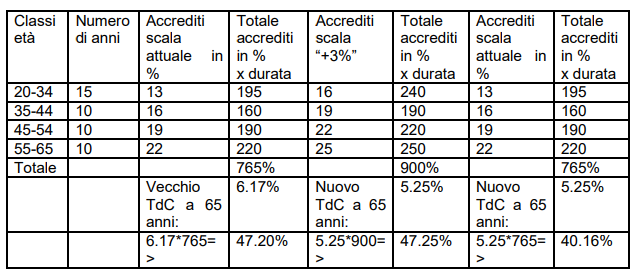 Classi età | Numero di anni | Accrediti scala attuale in % | Totale accrediti in % x durata | Accrediti scala “+3%” | Totale accrediti in % x durata | Accrediti scala attuale in % | Totale accrediti in % x durata
20-34 | 15 | 13 | 195 | 16 | 240 | 13 | 195
35-44 | 10 | 16 | 160 | 19 | 190 | 16 | 160
45-54 | 10 | 19 | 190 | 22 | 220 | 19 | 190
55-65 | 10 | 22 | 220 | 25 | 250 | 22 | 220
Totale | | | 765% | | 900% | | 765%
| | Vecchio TdC a 65 anni: | 6.17% | Nuovo TdC a 65 anni: | 5.25% | Nuovo TdC a 65 anni: | 5.25%
| | 6.17*765=> | 47.20% | 5.25*900=> | 47.25% | 5.25*765=> | 40.16%